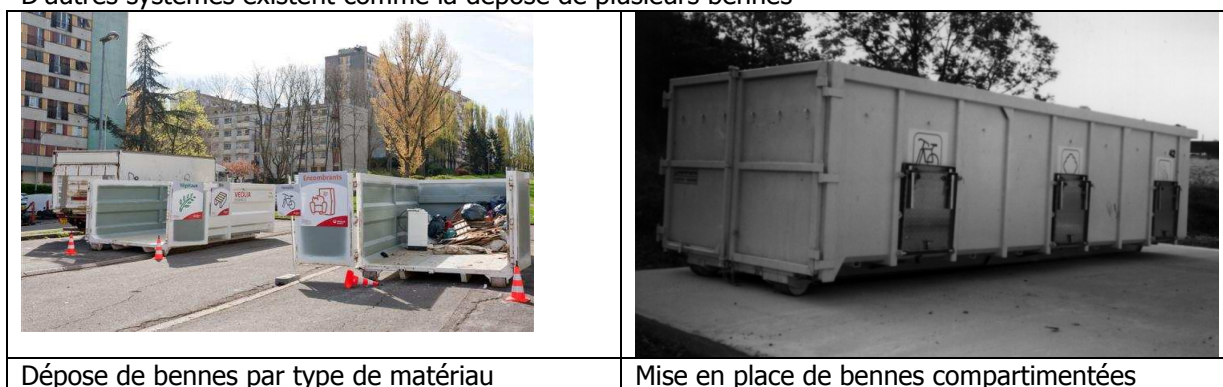 D'autres systèmes existent comme la dépose de plusieurs bennes
Végétaux
VEOLIA
Encombrants
Dépose de bennes par type de matériau
Mise en place de bennes compartimentées